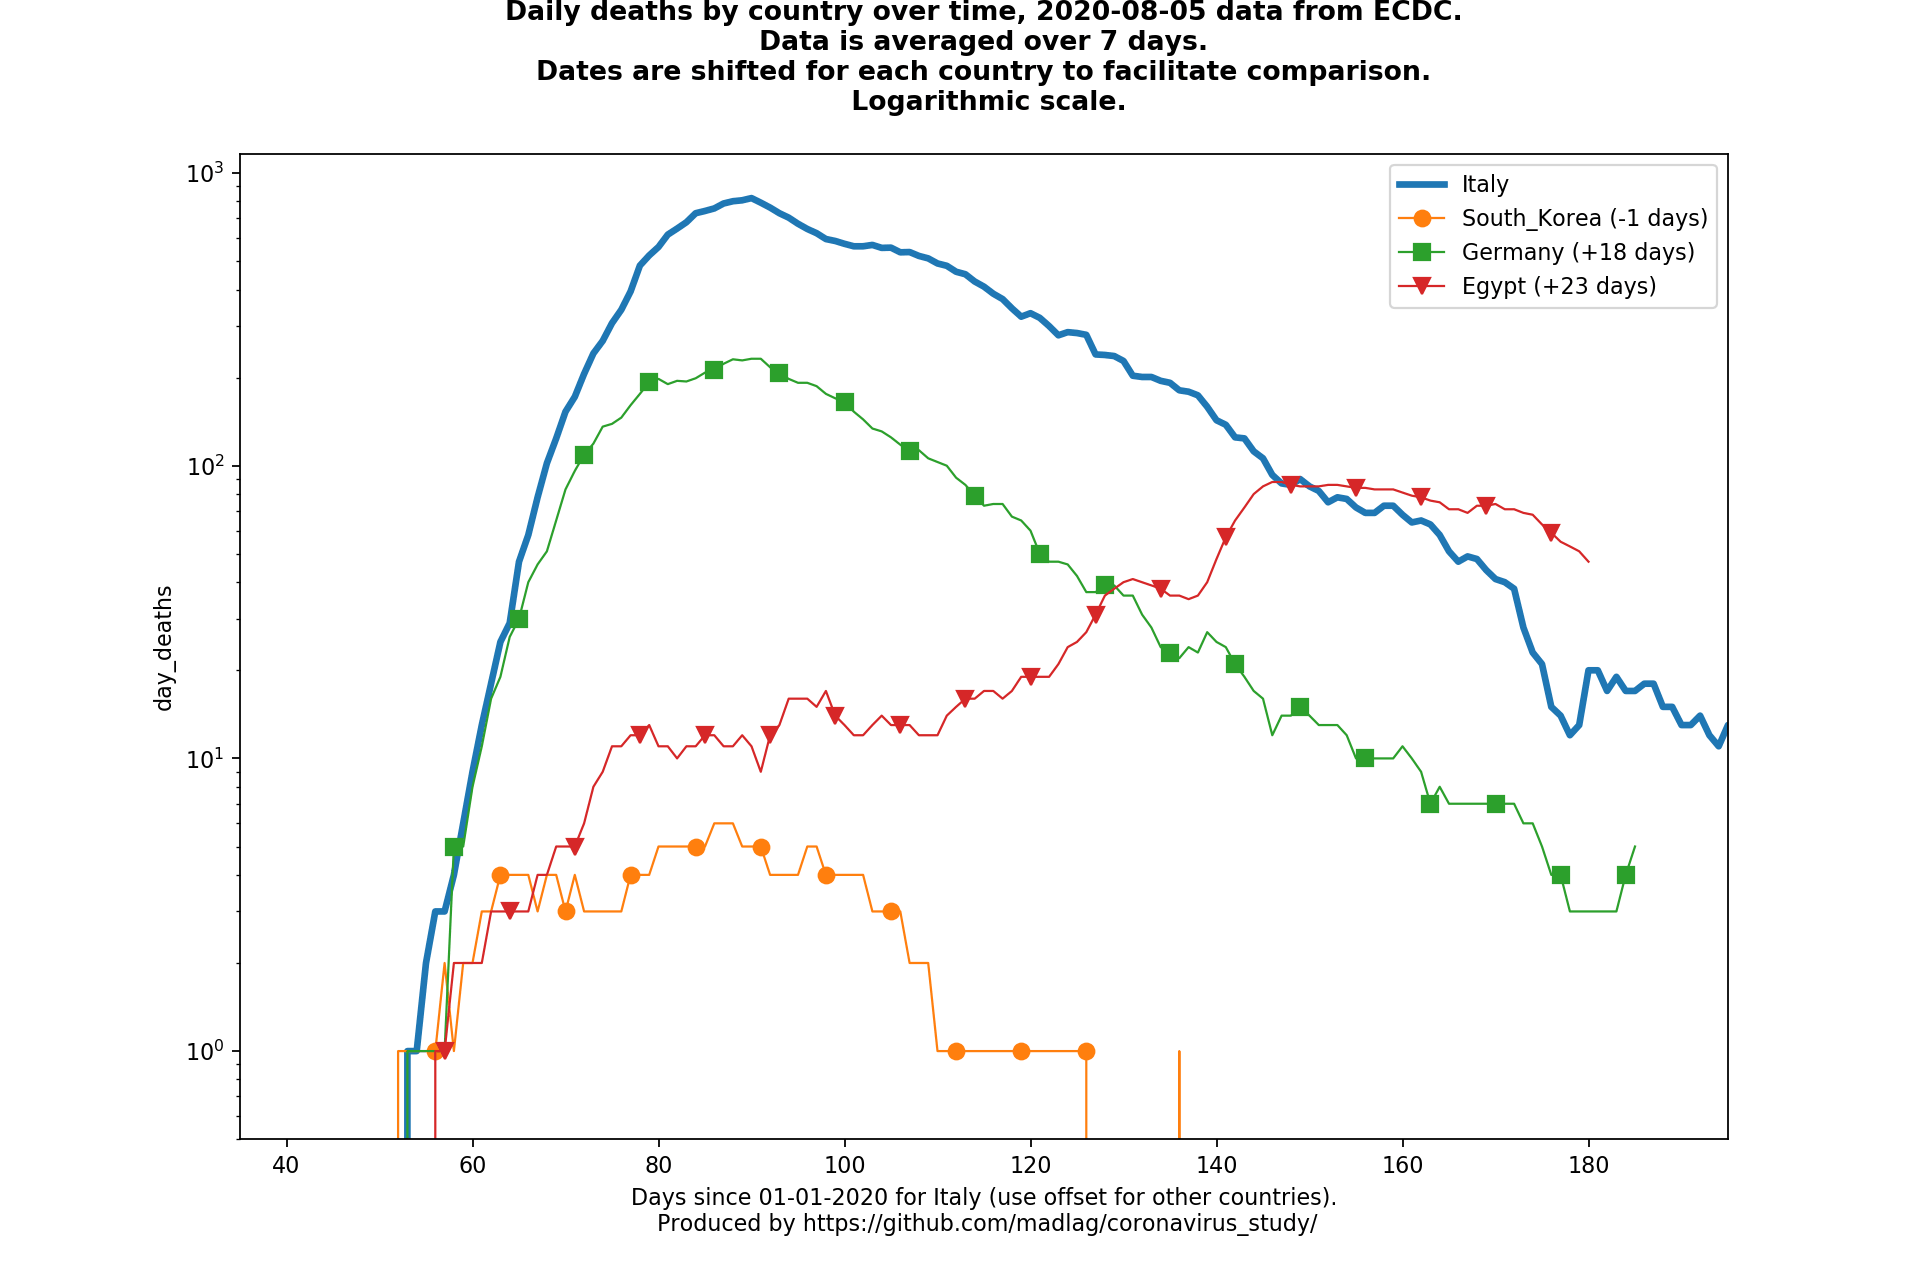 Daily deaths by country over time, 2020-08-05 data from ECDC.
Data is averaged over 7 days.
Dates are shifted for each country to facilitate comparison.
Logarithmic scale.
10³
10²
10¹
10⁰
day_deaths
Italy
South_Korea (-1 days)
Germany (+18 days)
Egypt (+23 days)
40 60 80 100 120 140 160 180
Days since 01-01-2020 for Italy (use offset for other countries).
Produced by https://github.com/madlag/coronavirus_study/